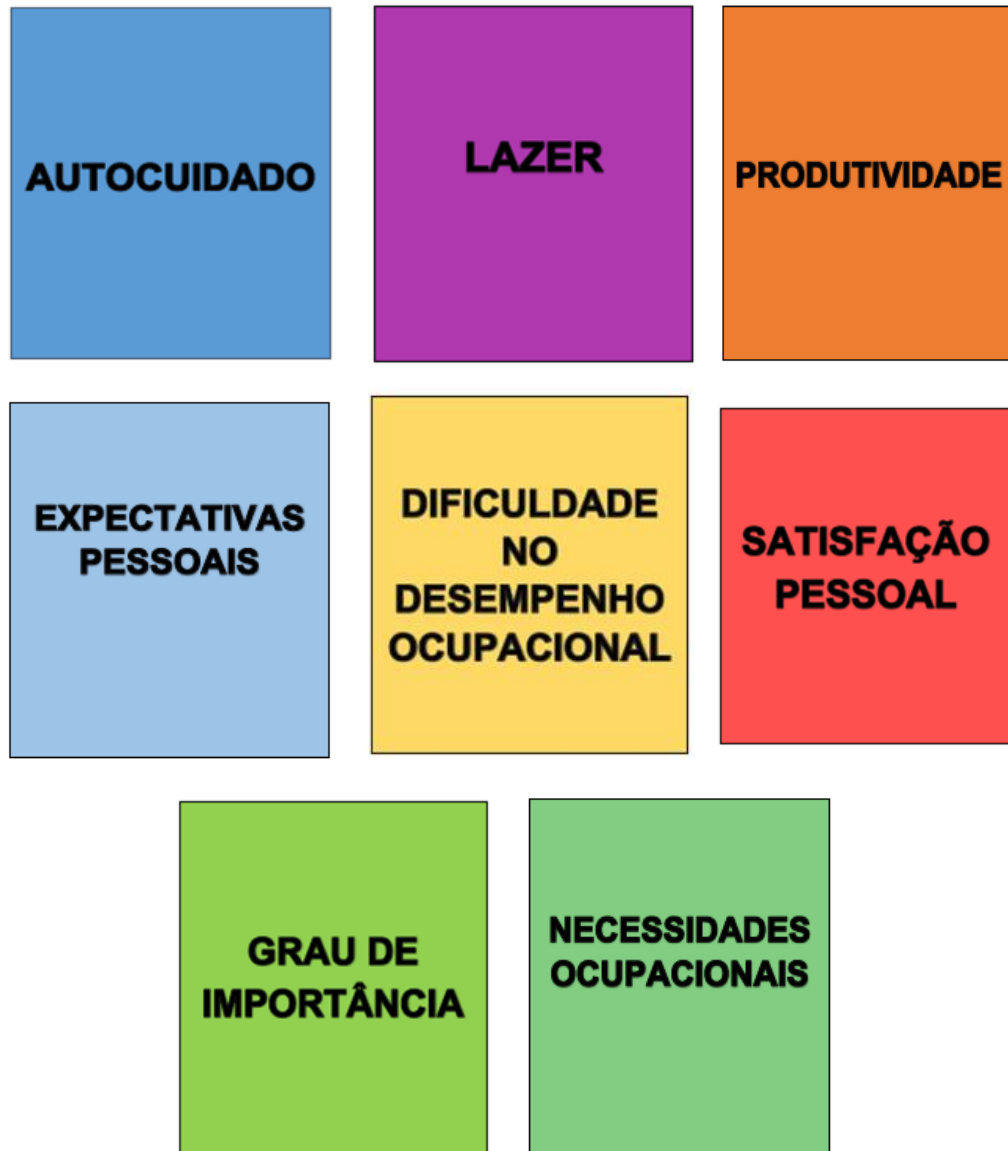 AUTOCUIDADO
LAZER
PRODUTIVIDADE
EXPECTATIVAS
PESSOAIS
DIFICULDADE
NO
DESEMPENHO
OCUPACIONAL
SATISFAÇÃO
PESSOAL
GRAU DE
IMPORTÂNCIA
NECESSIDADES
OCUPACIONAIS